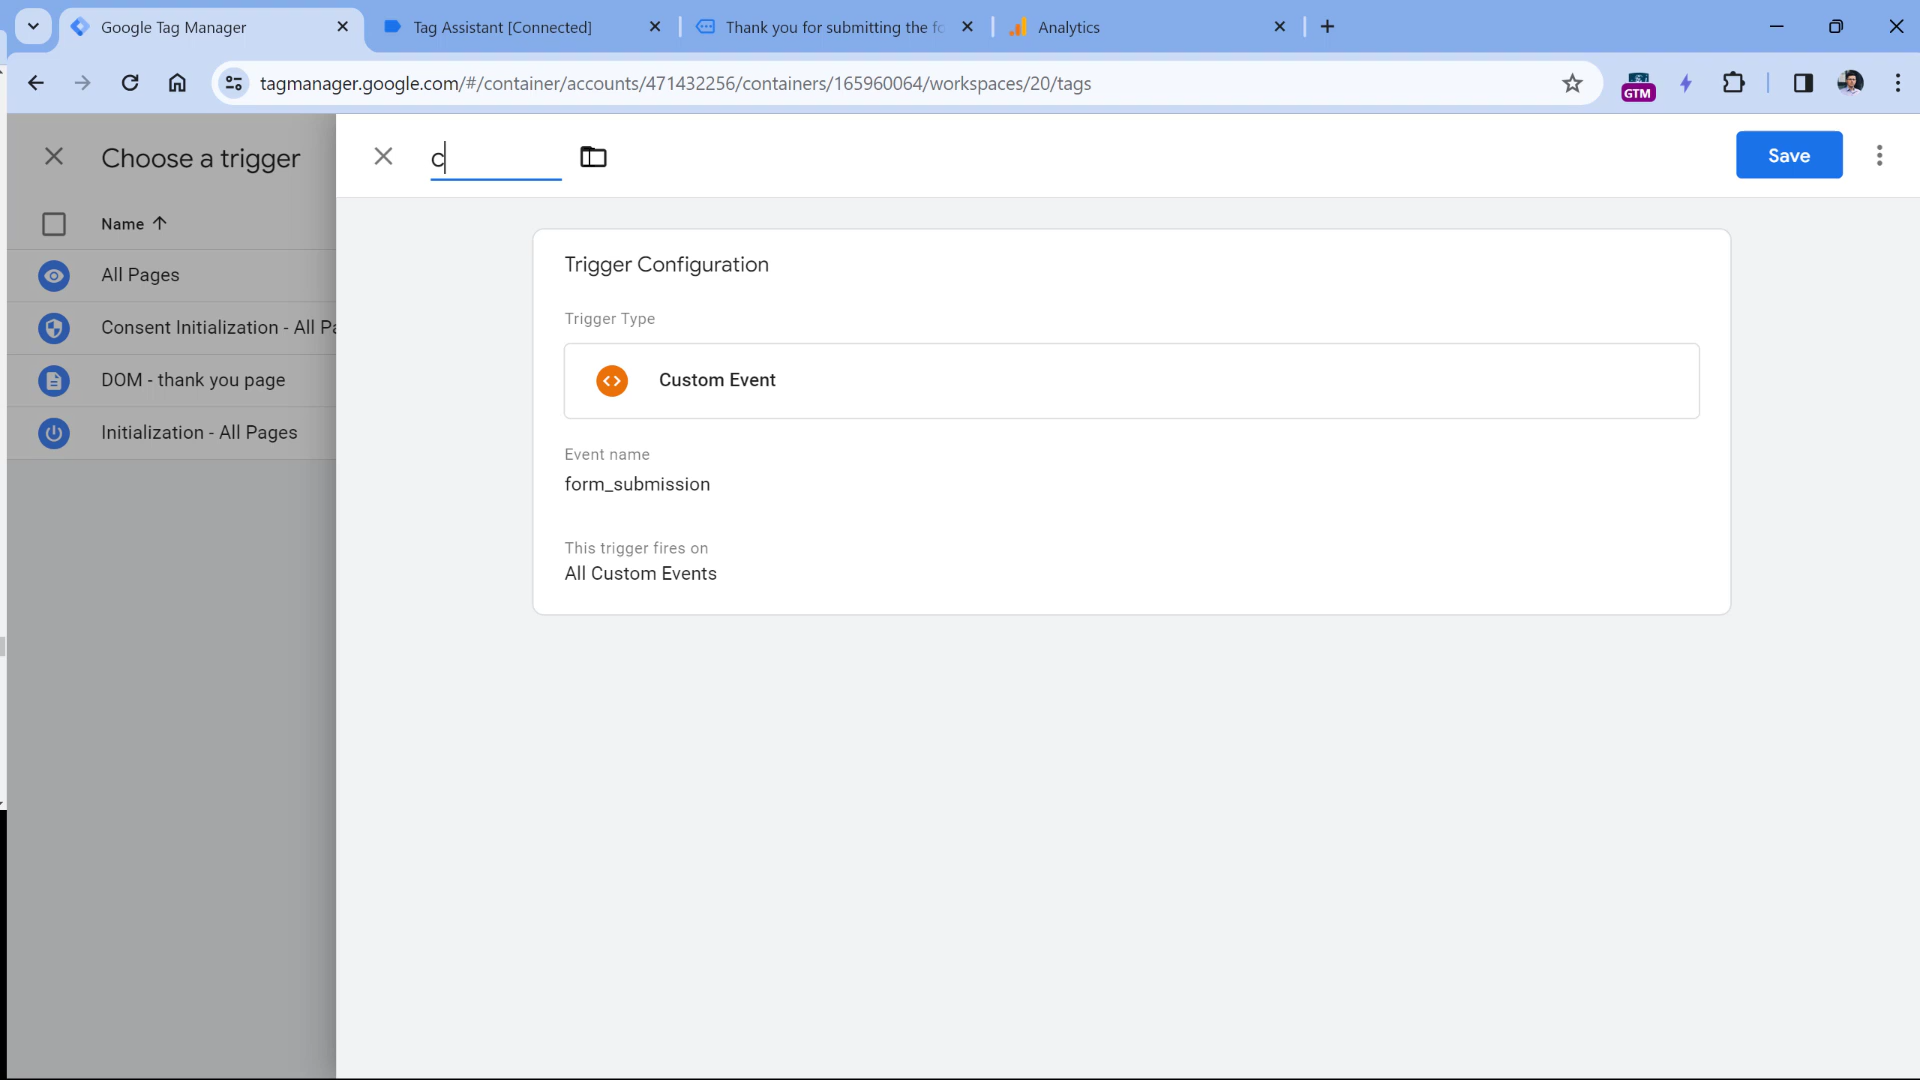 Google Tag Manager
Tag Assistant [Connected]
Thank you for submitting the fo
Analytics
tagmanager.google.com/#/container/accounts/471432256/containers/165960064/workspaces/20/tags
GTM
Choose a trigger
c
Save
Name
All Pages
Consent Initialization - All Pa
DOM - thank you page
Initialization - All Pages
Trigger Configuration
Trigger Type
Custom Event
Event name
form_submission
This trigger fires on
All Custom Events